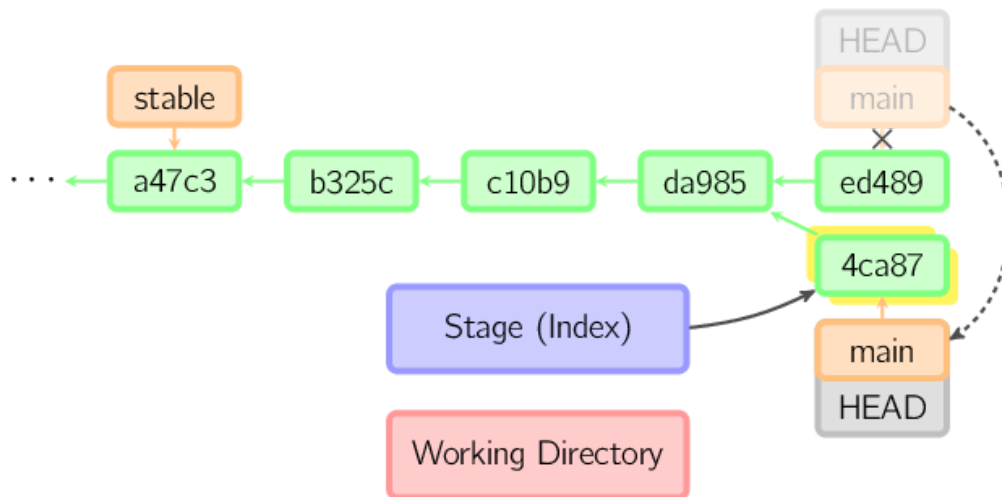 HEAD
stable
main
··· a47c3 b325c c10b9 da985 ed489
4ca87
Stage (Index)
main
HEAD
Working Directory